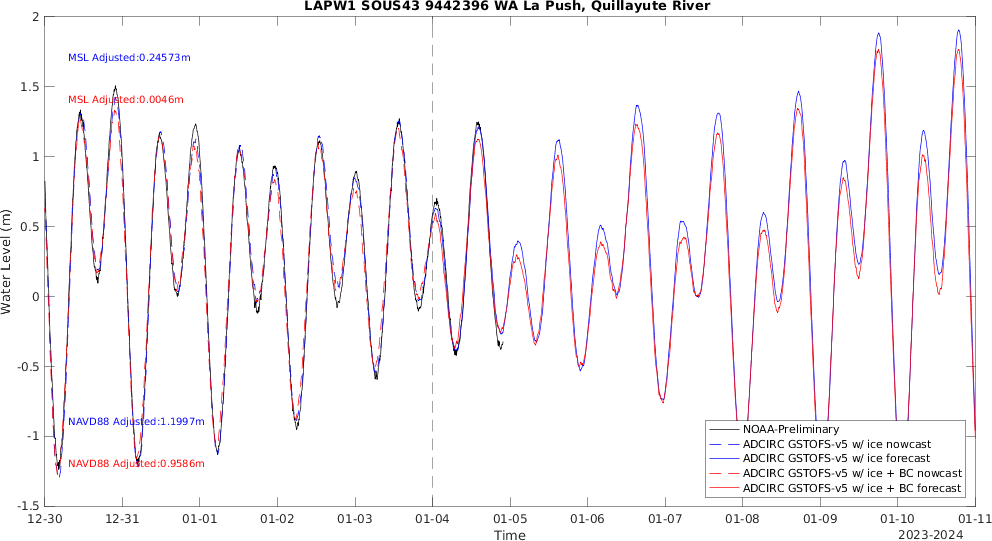 LAPW1 SOUS43 9442396 WA La Push, Quillayute River
2
1.5
1
0.5
0
-0.5
-1
-1.5
Water Level (m)
MSL Adjusted:0.24573m
MSL Adjusted:0.0046m
NAVD88 Adjusted:1.1997m
NAVD88 Adjusted:0.9586m
NOAA-Preliminary
ADCIRC GSTOFS-v5 w/ ice nowcast
ADCIRC GSTOFS-v5 w/ ice forecast
ADCIRC GSTOFS-v5 w/ ice + BC nowcast
ADCIRC GSTOFS-v5 w/ ice + BC forecast
12-30 12-31 01-01 01-02 01-03 01-04 01-05 01-06 01-07 01-08 01-09 01-10 01-11
Time
2023-2024